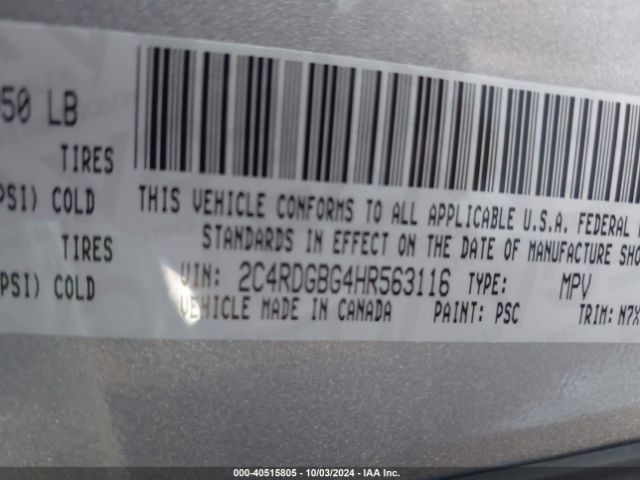 50 LB
TIRES
PSI) COLD
TIRES
PSI) COLD
THIS VEHICLE CONFORMS TO ALL APPLICABLE U.S.A. FEDERAL
STANDARDS IN EFFECT ON THE DATE OF MANUFACTURE SHO
VIN: 2C4RDGBG4HR563116 TYPE: MPV
VEHICLE MADE IN CANADA PAINT: PSC TRIM: N7X
000-40515805 - 10/03/2024 - IAA Inc.